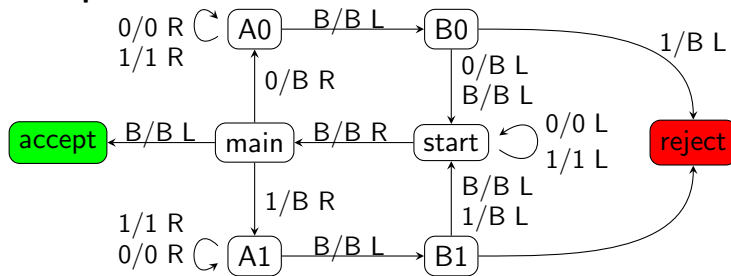 0/0 R
1/1 R
A0
B/B L
B0
1/B L
0/B R
0/B L
B/B L
accept
B/B L
main
B/B R
start
0/0 L
1/1 L
reject
1/B R
B/B L
1/B L
1/1 R
0/0 R
A1
B/B L
B1